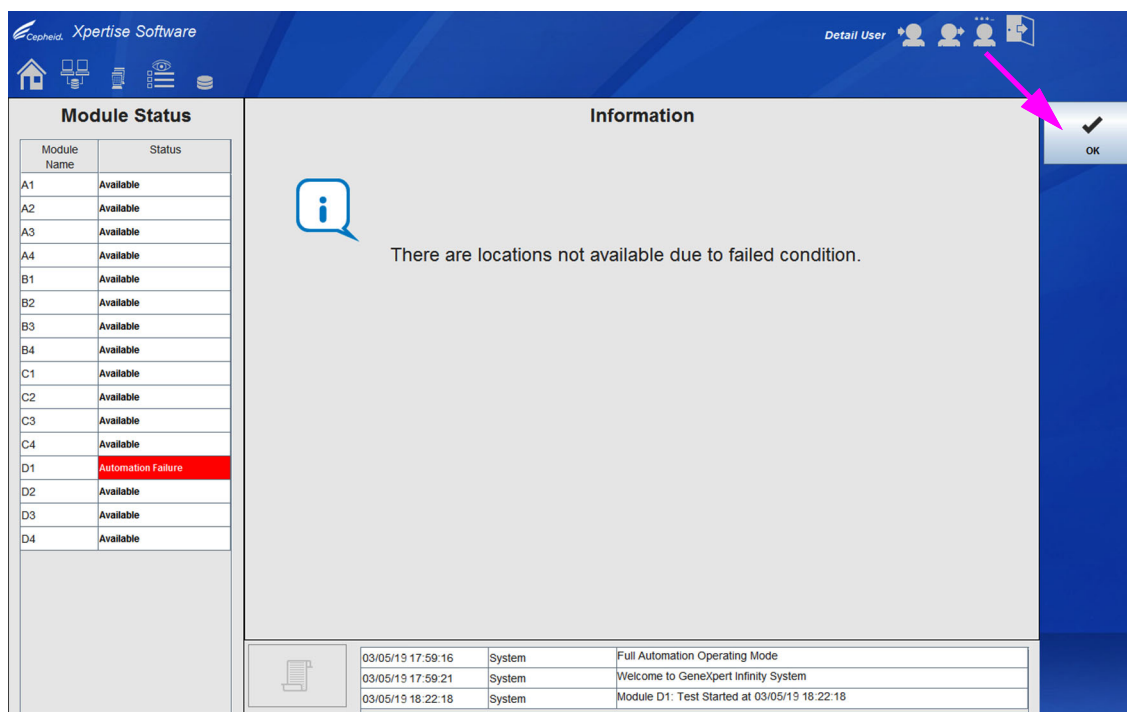 Cepheid. Xpertise Software
Detail User
Module Status
Information
OK
Module Name Status
A1 Available
A2 Available
A3 Available
A4 Available
B1 Available
B2 Available
B3 Available
B4 Available
C1 Available
C2 Available
C3 Available
C4 Available
D1 Automation Failure
D2 Available
D3 Available
D4 Available
There are locations not available due to failed condition.
03/05/19 17:59:16 System Full Automation Operating Mode
03/05/19 17:59:21 System Welcome to GeneXpert Infinity System
03/05/19 18:22:18 System Module D1: Test Started at 03/05/19 18:22:18